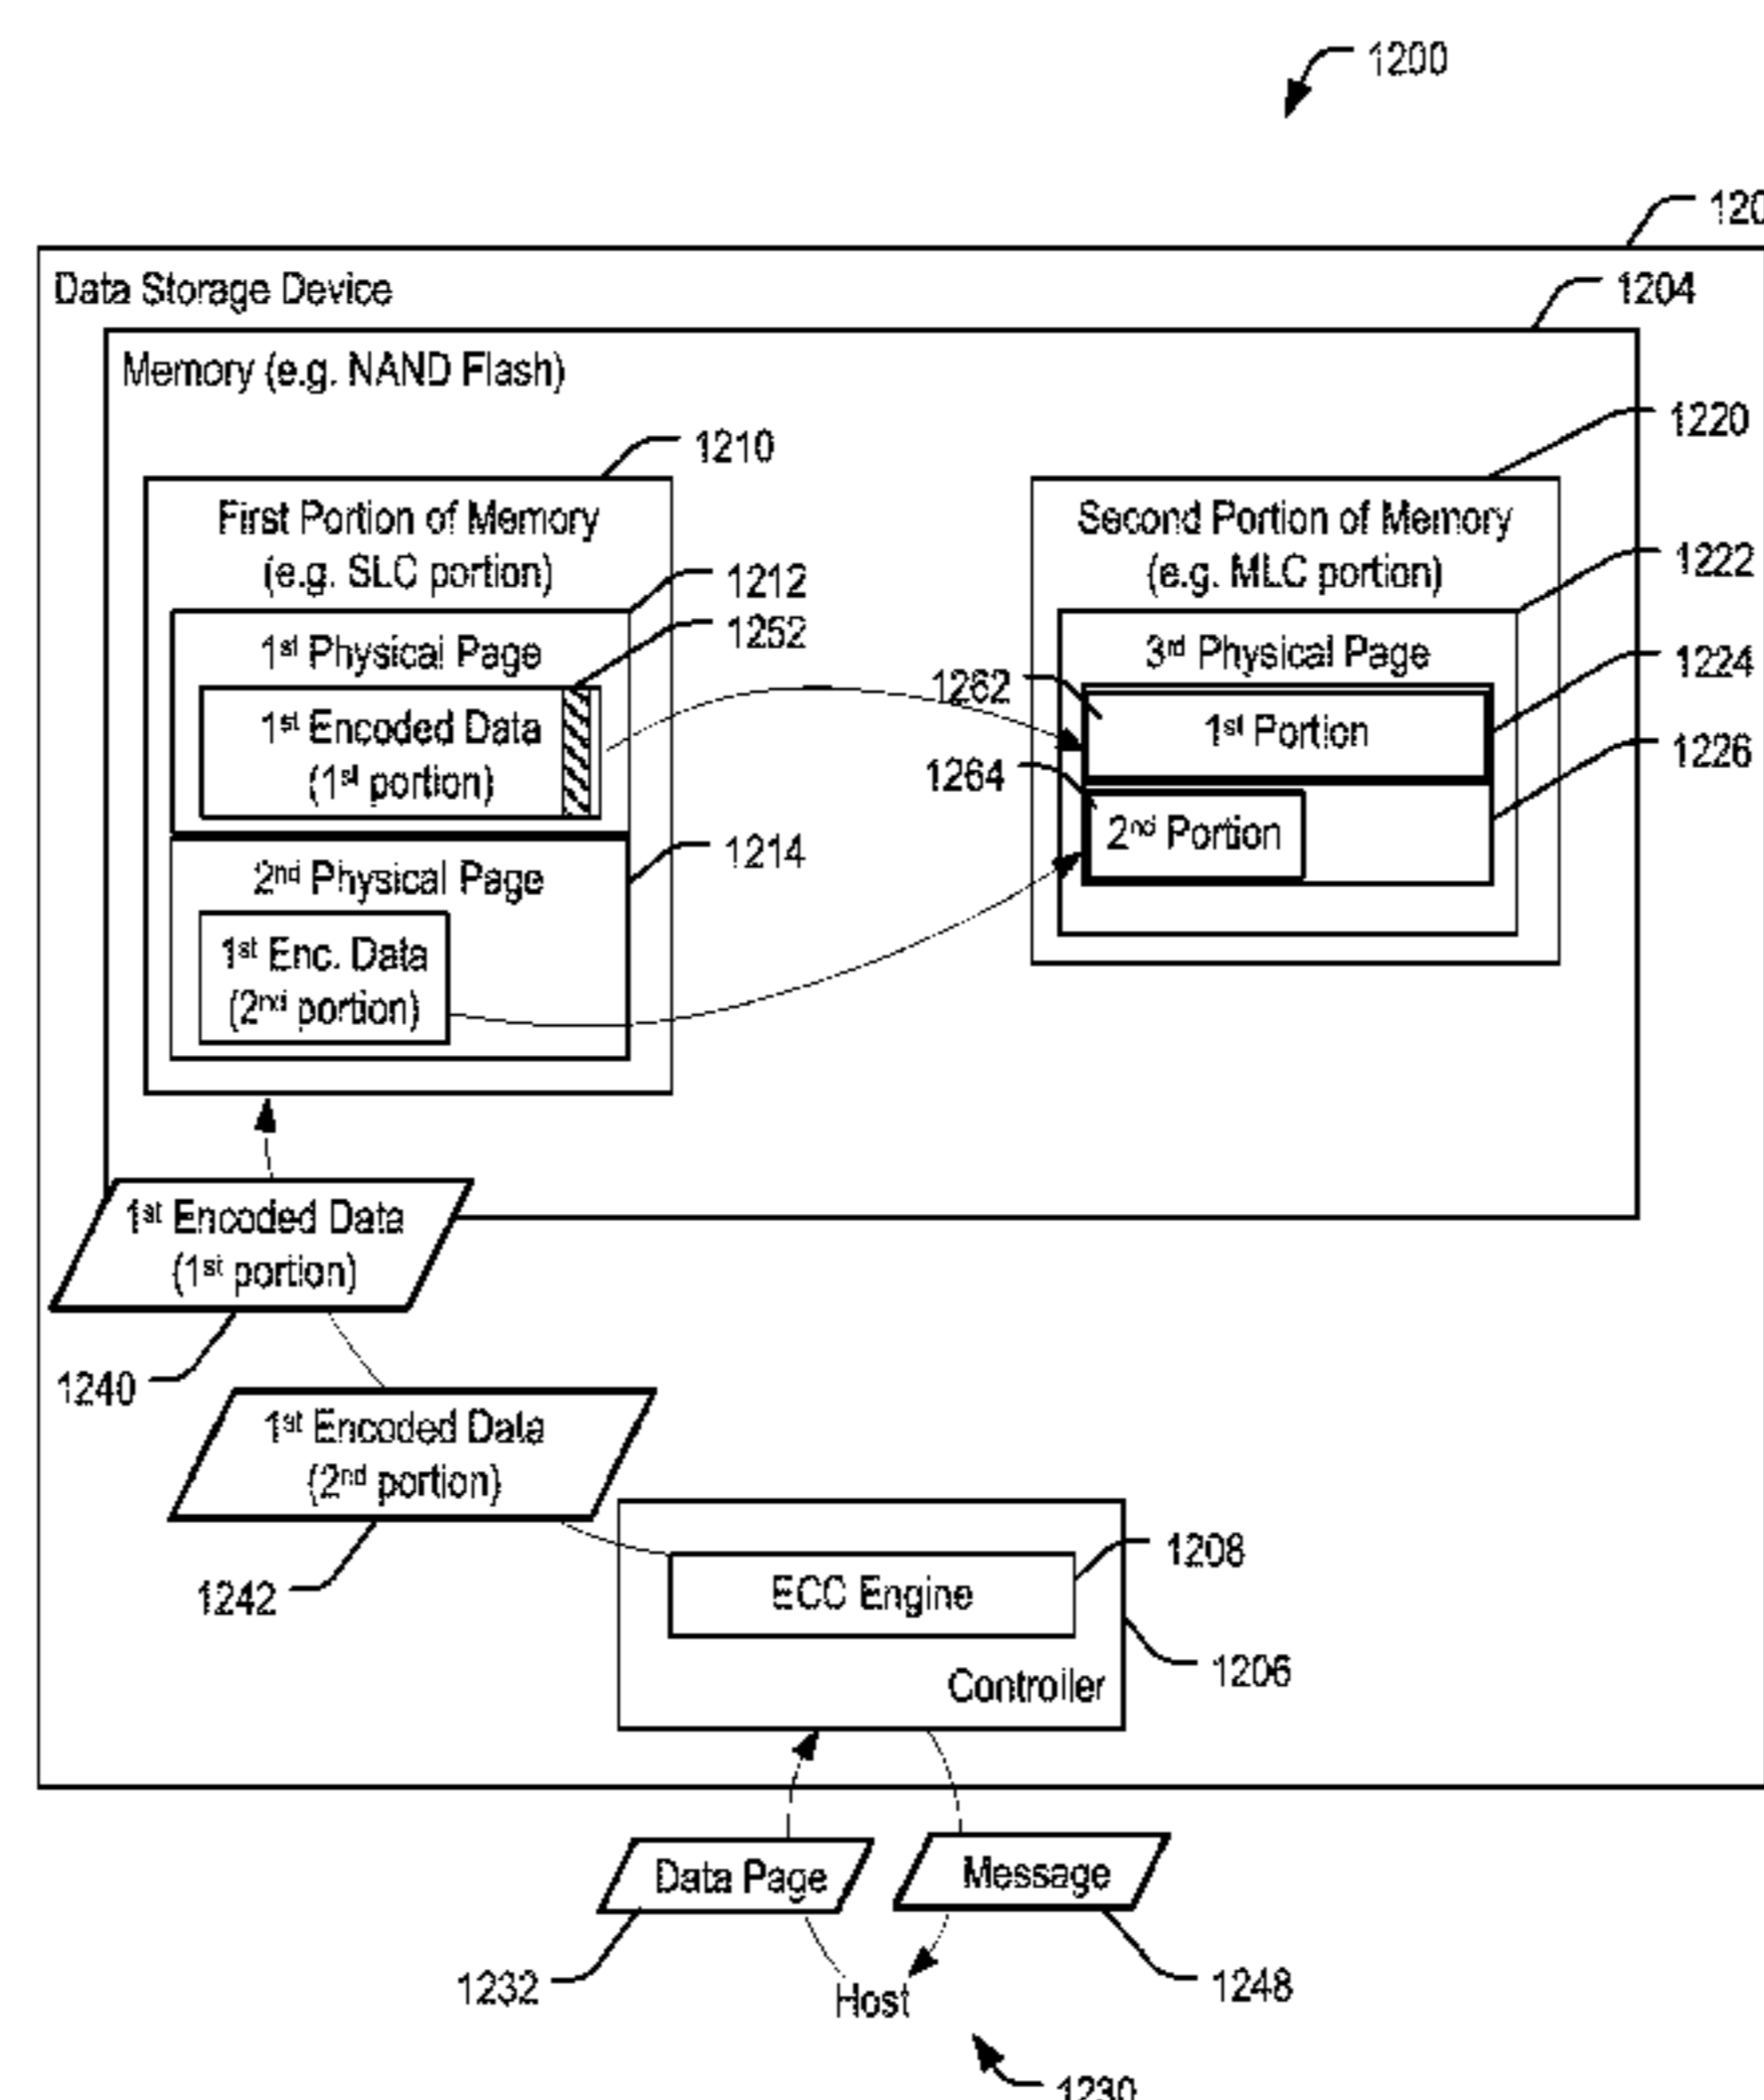 1200
120
Data Storage Device
1204
Memory (e.g. NAND Flash)
1210
1220
First Portion of Memory
(e.g. SLC portion)
Second Portion of Memory
(e.g. MLC portion)
1212
1222
1st Physical Page
1252
3rd Physical Page
1224
1st Encoded Data
(1st portion)
1262
1st Portion
1226
1264
2nd Portion
1214
2nd Physical Page
1st Enc. Data
(2nd portion)
1st Encoded Data
(1st portion)
1240
1st Encoded Data
(2nd portion)
1242
1208
ECC Engine
1206
Controller
Data Page
Message
1232
1248
Host
1230